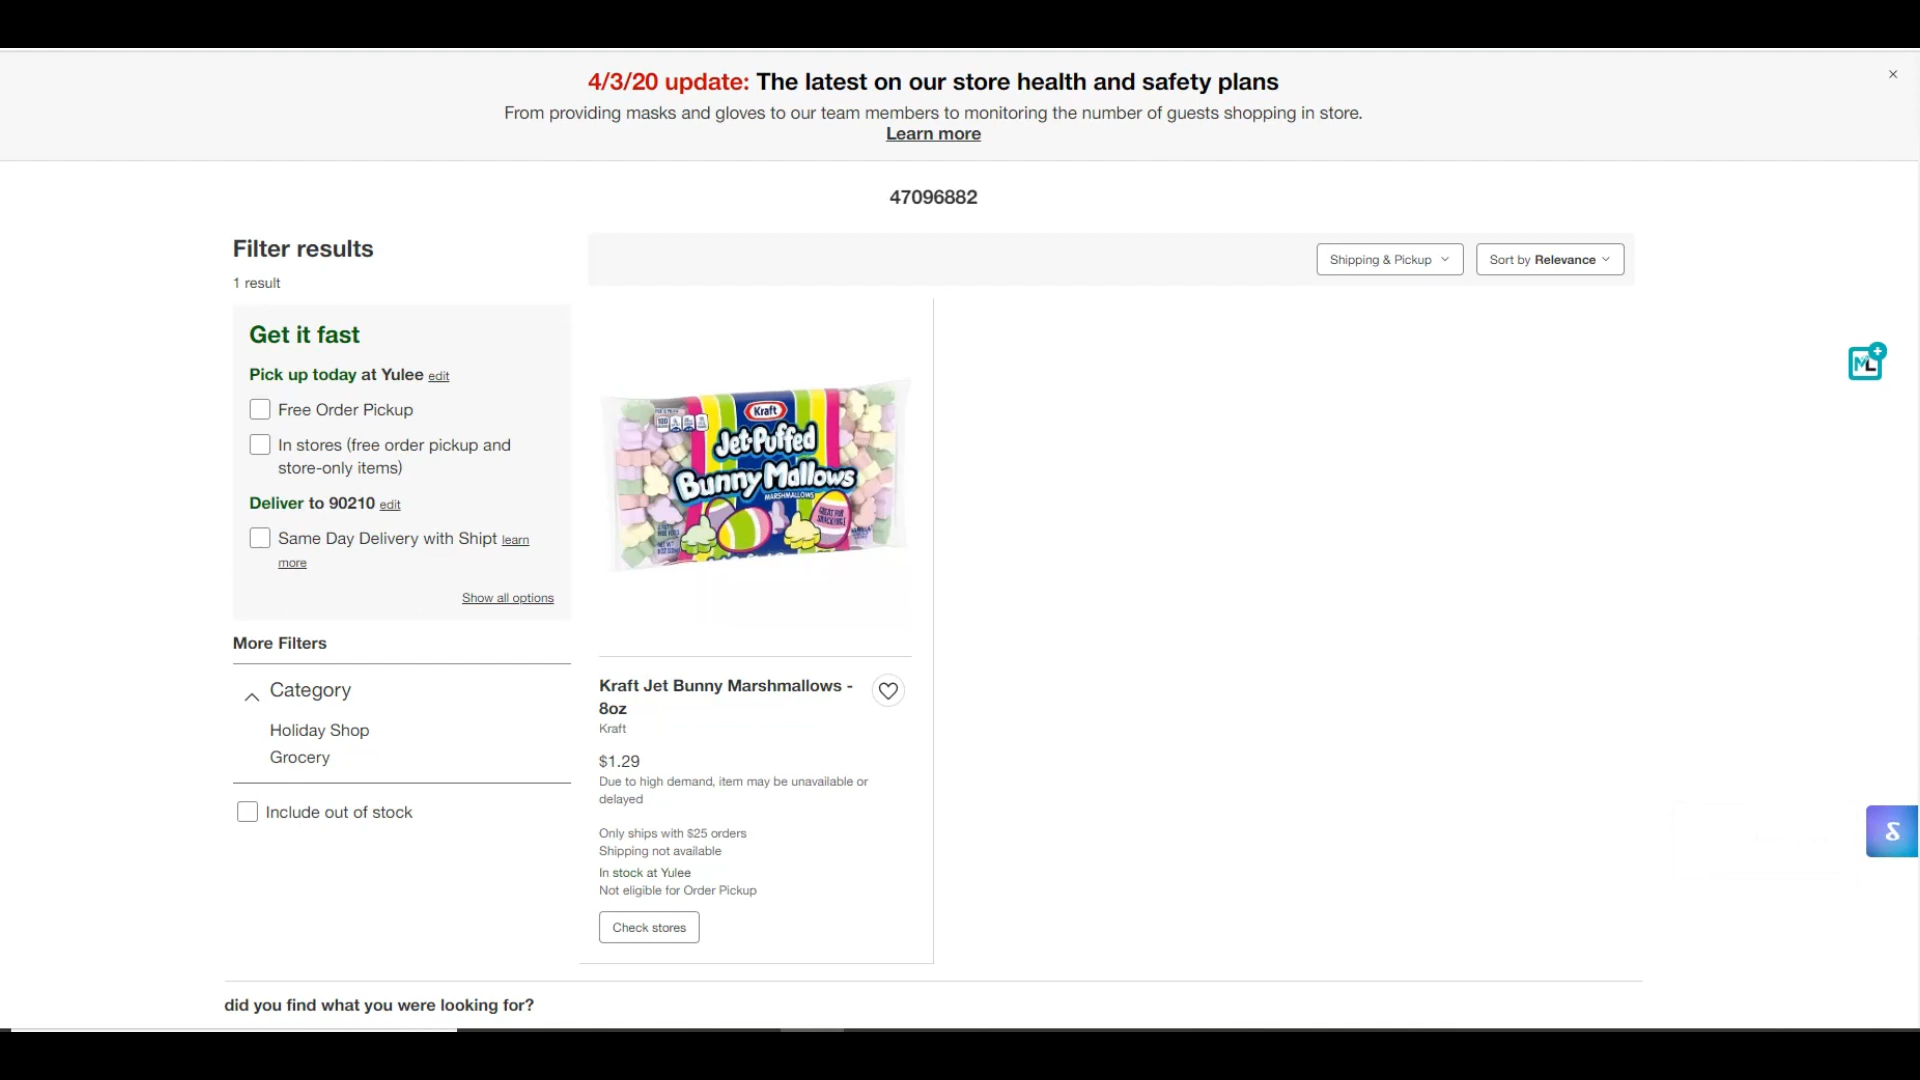 4/3/20 update: The latest on our store health and safety plans
From providing masks and gloves to our team members to monitoring the number of guests shopping in store.
Learn more
47096882
Filter results
1 result
Shipping & Pickup
Sort by Relevance
Get it fast
Pick up today at Yulee edit
Free Order Pickup
In stores (free order pickup and
store-only items)
Deliver to 90210 edit
Same Day Delivery with Shipt learn
more
Show all options
More Filters
Category
Holiday Shop
Grocery
Include out of stock
Kraft
Jet-Puffed
Bunny Mallows
MARSHMALLOWS
GREAT FOR
SNACKING!
Kraft Jet Bunny Marshmallows -
8oz
Kraft
$1.29
Due to high demand, item may be unavailable or
delayed
Only ships with $25 orders
Shipping not available
In stock at Yulee
Not eligible for Order Pickup
Check stores
did you find what you were looking for?
ML